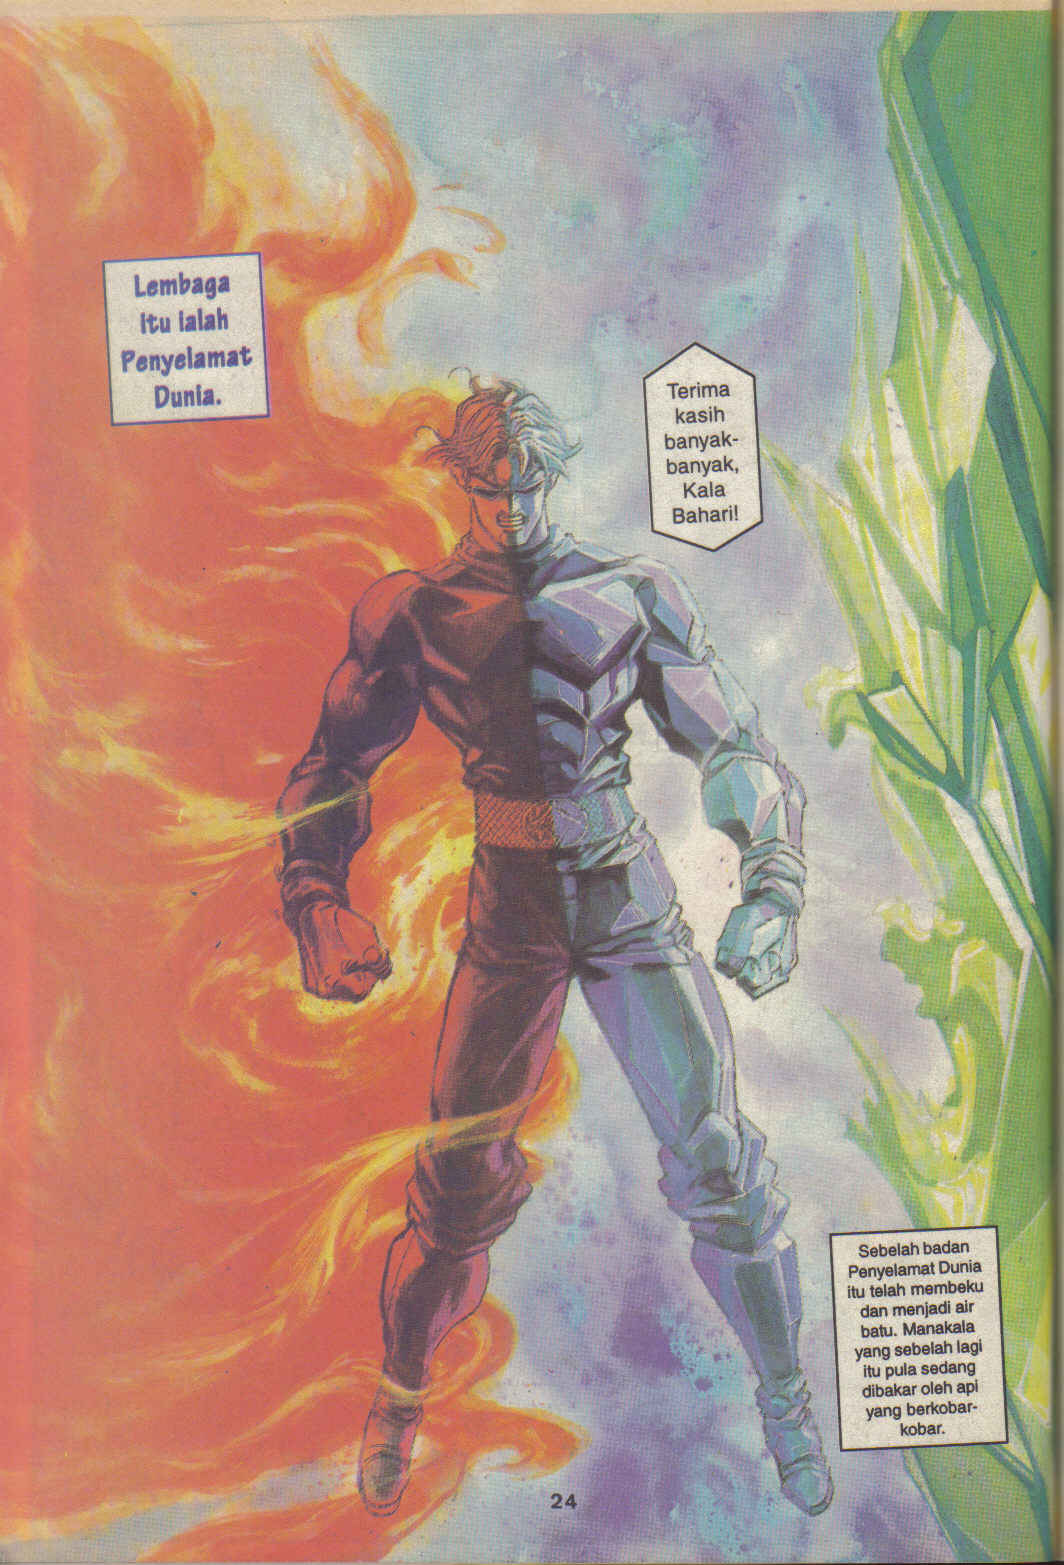 Lembaga
itu ialah
Penyelamat
Dunia.
Terima
kasih
banyak-
banyak,
Kala
Bahari!
Sebelah badan
Penyelamat Dunia
itu telah membeku
dan menjadi air
batu. Manakala
yang sebelah lagi
itu pula sedang
dibakar oleh api
yang berkobar-
kobar.
24